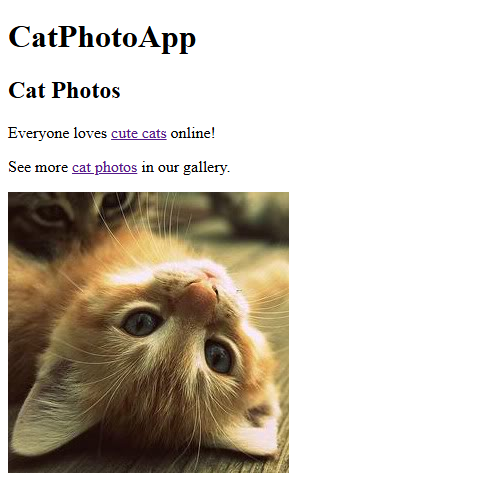 CatPhotoApp
Cat Photos
Everyone loves cute cats online!
See more cat photos in our gallery.